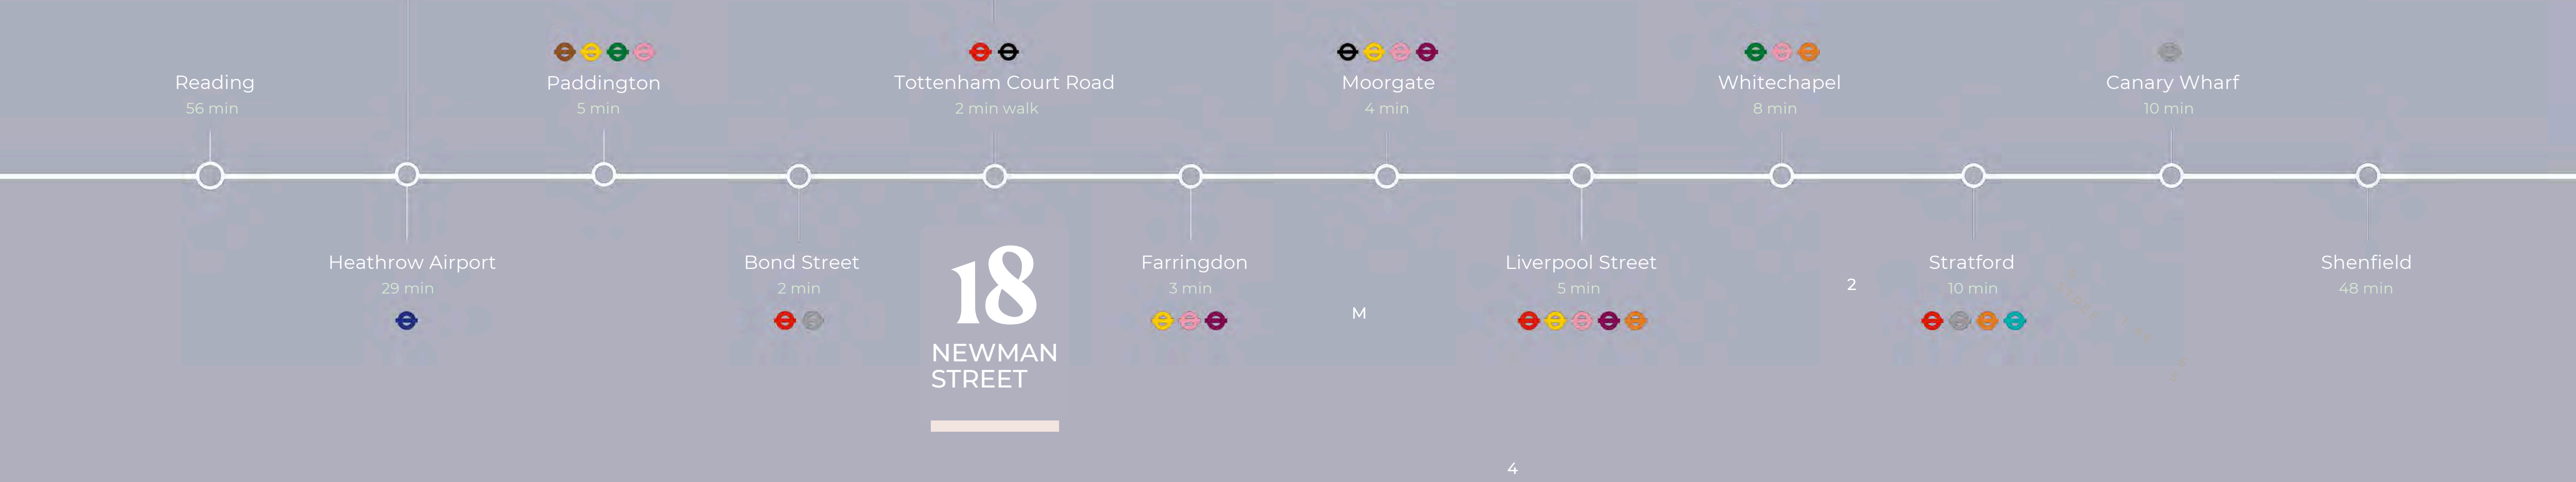 Reading
56 min
Paddington
5 min
Tottenham Court Road
2 min walk
Moorgate
4 min
Whitechapel
8 min
Canary Wharf
10 min
Heathrow Airport
29 min
Bond Street
2 min
18
NEWMAN
STREET
Farringdon
3 min
M
Liverpool Street
5 min
2
Stratford
10 min
Shenfield
48 min
4